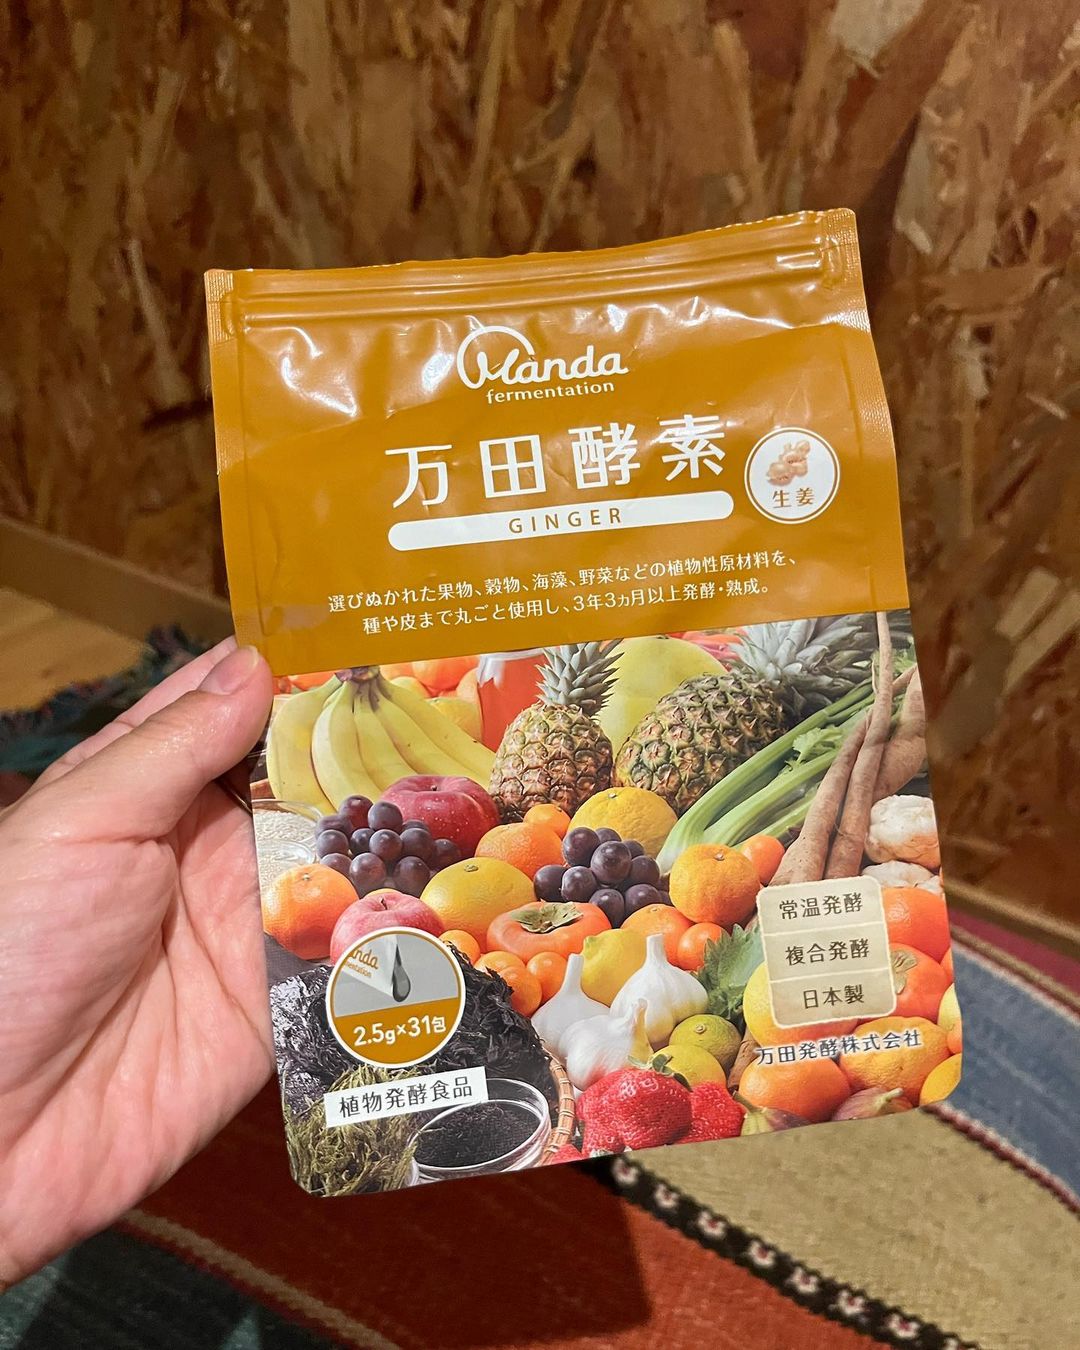 Manda
fermentation
万田酵素
GINGER
生姜
選びぬかれた果物、穀物、海藻、野菜などの植物性原材料を、
種や皮まで丸ごと使用し、3年3ヵ月以上発酵・熟成。
常温発酵
複合発酵
日本製
万田発酵株式会社
2.5g×31包
植物発酵食品